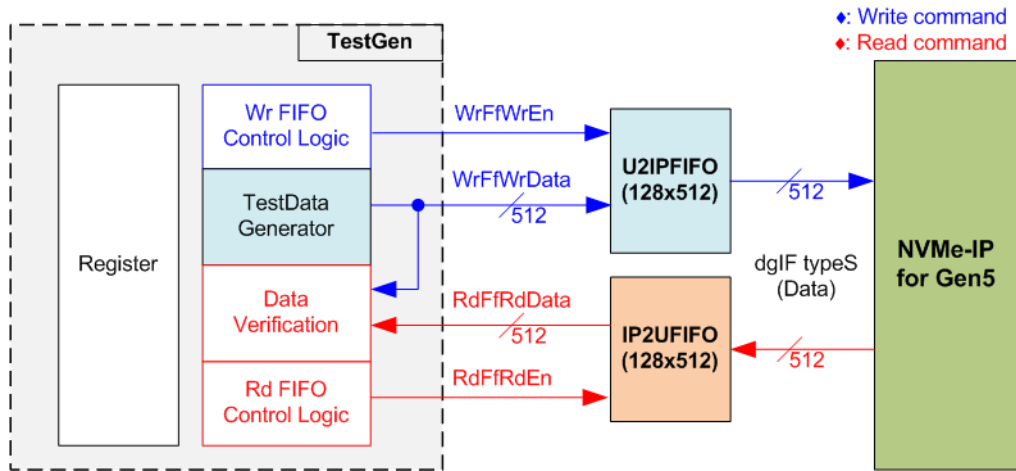 ♦: Write command
♦: Read command
TestGen
Register
Wr FIFO
Control Logic
TestData
Generator
Data
Verification
Rd FIFO
Control Logic
WrFfWrEn
WrFfWrData
512
RdFfRdData
512
RdFfRdEn
U2IPFIFO
(128x512)
IP2UFIFO
(128x512)
512
dgIF typeS
(Data)
512
NVMe-IP
for Gen5